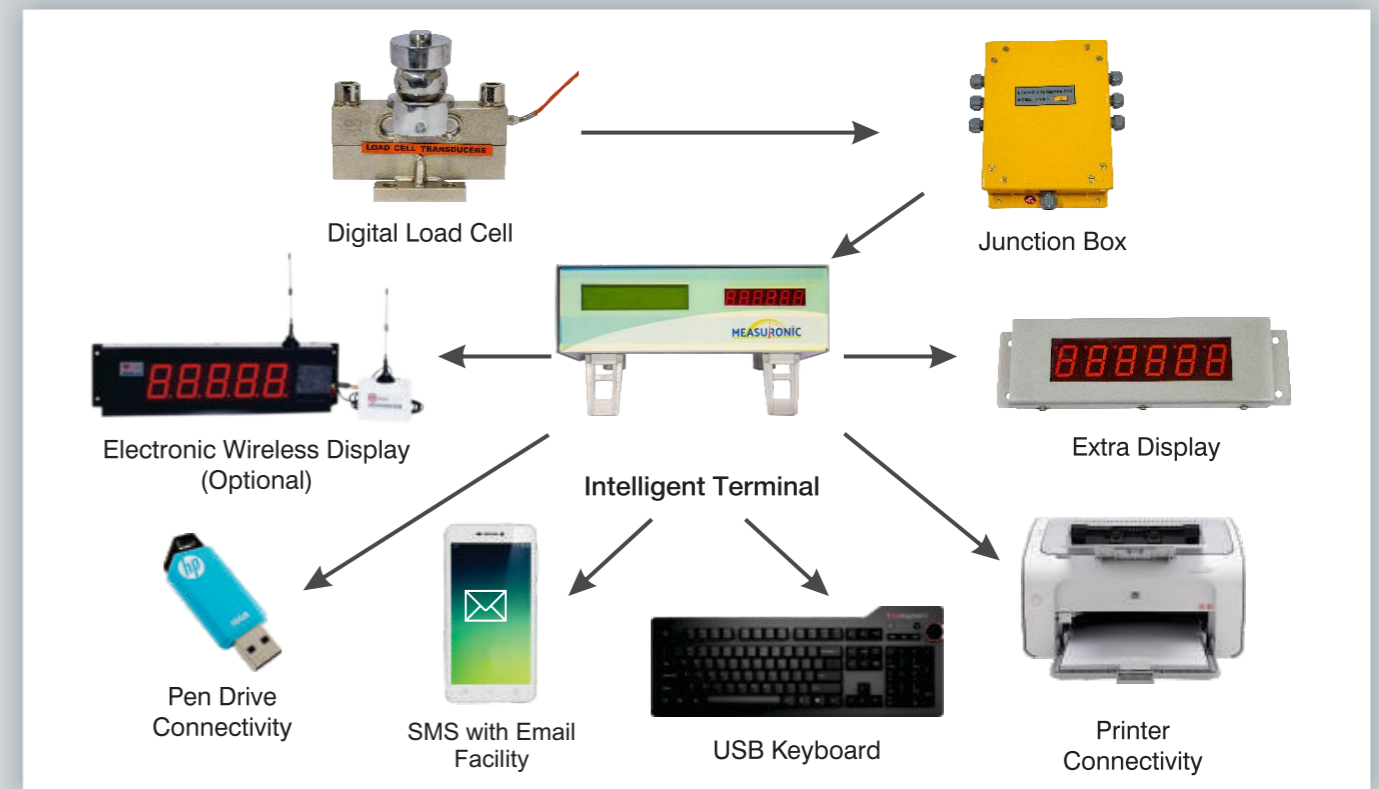 LOAD CELL TRANSDUCERS
Digital Load Cell
Junction Box
MEASURONIC
Electronic Wireless Display
(Optional)
Extra Display
Intelligent Terminal
hp
Pen Drive
Connectivity
SMS with Email
Facility
USB Keyboard
Printer
Connectivity